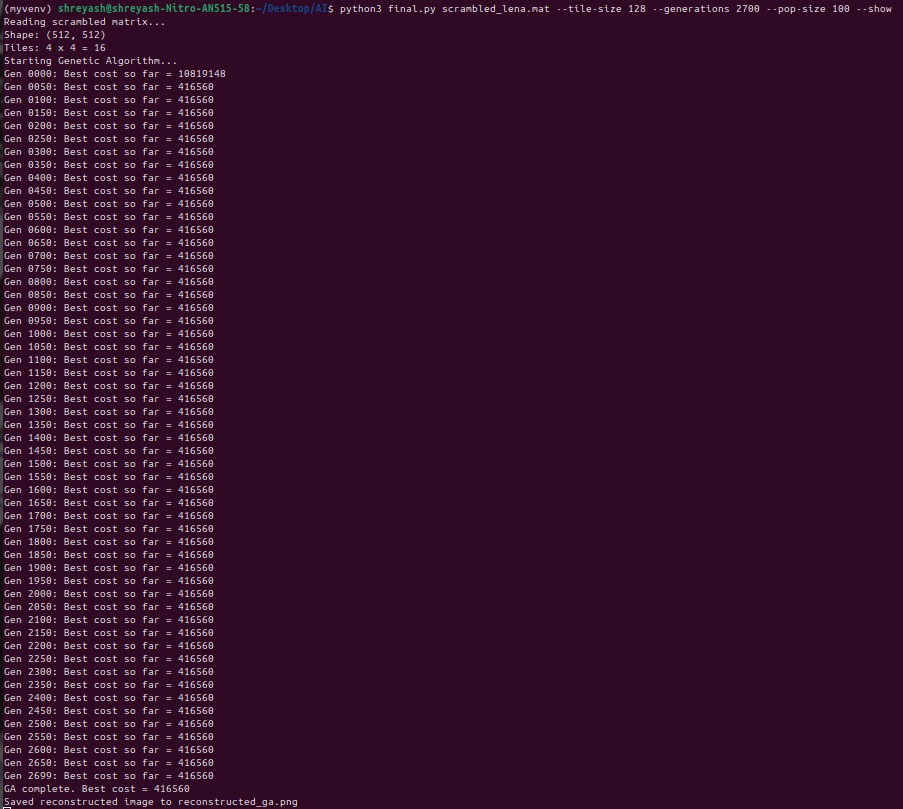 (myvenv) shreyash@shreyash-Nitro-AN515-58:~/Desktop/AI$ python3 final.py scrambled_lena.mat --tile-size 128 --generations 2700 --pop-size 100 --show
Reading scrambled matrix...
Shape: (512, 512)
Tiles: 4 x 4 = 16
Starting Genetic Algorithm...
Gen 0000: Best cost so far = 10819148
Gen 0050: Best cost so far = 416560
Gen 0100: Best cost so far = 416560
Gen 0150: Best cost so far = 416560
Gen 0200: Best cost so far = 416560
Gen 0250: Best cost so far = 416560
Gen 0300: Best cost so far = 416560
Gen 0350: Best cost so far = 416560
Gen 0400: Best cost so far = 416560
Gen 0450: Best cost so far = 416560
Gen 0500: Best cost so far = 416560
Gen 0550: Best cost so far = 416560
Gen 0600: Best cost so far = 416560
Gen 0650: Best cost so far = 416560
Gen 0700: Best cost so far = 416560
Gen 0750: Best cost so far = 416560
Gen 0800: Best cost so far = 416560
Gen 0850: Best cost so far = 416560
Gen 0900: Best cost so far = 416560
Gen 0950: Best cost so far = 416560
Gen 1000: Best cost so far = 416560
Gen 1050: Best cost so far = 416560
Gen 1100: Best cost so far = 416560
Gen 1150: Best cost so far = 416560
Gen 1200: Best cost so far = 416560
Gen 1250: Best cost so far = 416560
Gen 1300: Best cost so far = 416560
Gen 1350: Best cost so far = 416560
Gen 1400: Best cost so far = 416560
Gen 1450: Best cost so far = 416560
Gen 1500: Best cost so far = 416560
Gen 1550: Best cost so far = 416560
Gen 1600: Best cost so far = 416560
Gen 1650: Best cost so far = 416560
Gen 1700: Best cost so far = 416560
Gen 1750: Best cost so far = 416560
Gen 1800: Best cost so far = 416560
Gen 1850: Best cost so far = 416560
Gen 1900: Best cost so far = 416560
Gen 1950: Best cost so far = 416560
Gen 2000: Best cost so far = 416560
Gen 2050: Best cost so far = 416560
Gen 2100: Best cost so far = 416560
Gen 2150: Best cost so far = 416560
Gen 2200: Best cost so far = 416560
Gen 2250: Best cost so far = 416560
Gen 2300: Best cost so far = 416560
Gen 2350: Best cost so far = 416560
Gen 2400: Best cost so far = 416560
Gen 2450: Best cost so far = 416560
Gen 2500: Best cost so far = 416560
Gen 2550: Best cost so far = 416560
Gen 2600: Best cost so far = 416560
Gen 2650: Best cost so far = 416560
Gen 2699: Best cost so far = 416560
GA complete. Best cost = 416560
Saved reconstructed image to reconstructed_ga.png